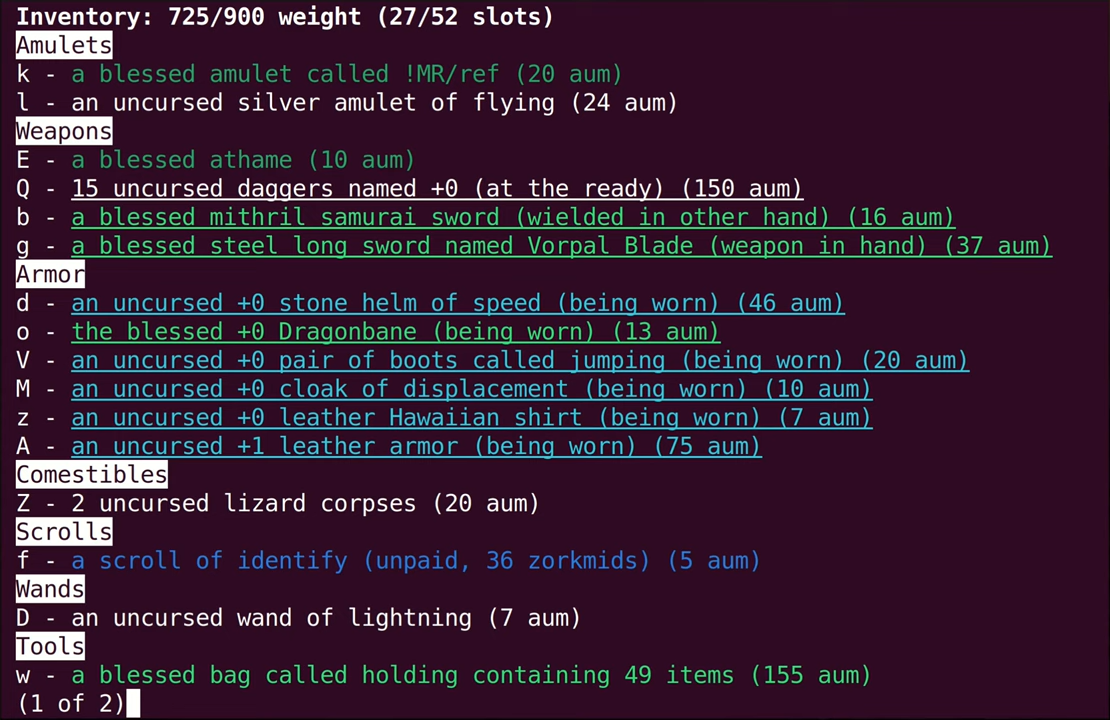 Inventory: 725/900 weight (27/52 slots)
Amulets
k - a blessed amulet called !MR/ref (20 aum)
l - an uncursed silver amulet of flying (24 aum)
Weapons
E - a blessed athame (10 aum)
Q - 15 uncursed daggers named +0 (at the ready) (150 aum)
b - a blessed mithril samurai sword (wielded in other hand) (16 aum)
g - a blessed steel long sword named Vorpal Blade (weapon in hand) (37 aum)
Armor
d - an uncursed +0 stone helm of speed (being worn) (46 aum)
o - the blessed +0 Dragonbane (being worn) (13 aum)
V - an uncursed +0 pair of boots called jumping (being worn) (20 aum)
M - an uncursed +0 cloak of displacement (being worn) (10 aum)
z - an uncursed +0 leather Hawaiian shirt (being worn) (7 aum)
A - an uncursed +1 leather armor (being worn) (75 aum)
Comestibles
Z - 2 uncursed lizard corpses (20 aum)
Scrolls
f - a scroll of identify (unpaid, 36 zorkmids) (5 aum)
Wands
D - an uncursed wand of lightning (7 aum)
Tools
w - a blessed bag called holding containing 49 items (155 aum)
(1 of 2)